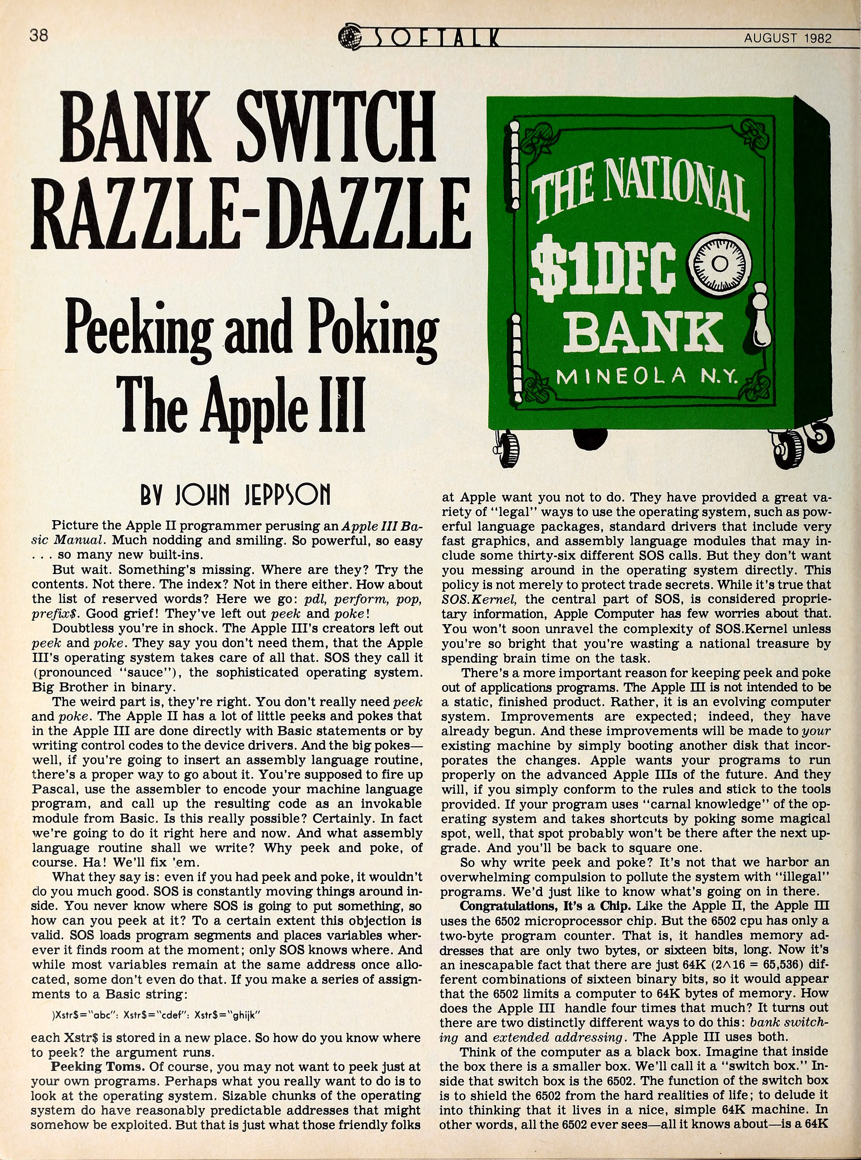 38
SOFTALK
AUGUST 1982
BANK SWITCH
RAZZLE-DAZZLE
Peeking and Poking
The Apple III
THE NATIONAL
$1DFC
BANK
MINEOLA N.Y.
BY JOHN JEPPSON
Picture the Apple II programmer perusing an Apple III Ba-
sic Manual. Much nodding and smiling. So powerful, so easy
. . . so many new built-ins.
But wait. Something's missing. Where are they? Try the
contents. Not there. The index? Not in there either. How about
the list of reserved words? Here we go: pdl, perform, pop,
prefix$. Good grief! They've left out peek and poke!
Doubtless you're in shock. The Apple III's creators left out
peek and poke. They say you don't need them, that the Apple
III's operating system takes care of all that. SOS they call it
(pronounced "sauce"), the sophisticated operating system.
Big Brother in binary.
The weird part is, they're right. You don't really need peek
and poke. The Apple II has a lot of little peeks and pokes that
in the Apple III are done directly with Basic statements or by
writing control codes to the device drivers. And the big pokes—
well, if you're going to insert an assembly language routine,
there's a proper way to go about it. You're supposed to fire up
Pascal, use the assembler to encode your machine language
program, and call up the resulting code as an invokable
module from Basic. Is this really possible? Certainly. In fact
we're going to do it right here and now. And what assembly
language routine shall we write? Why peek and poke, of
course. Ha! We'll fix 'em.
What they say is: even if you had peek and poke, it wouldn't
do you much good. SOS is constantly moving things around in-
side. You never know where SOS is going to put something, so
how can you peek at it? To a certain extent this objection is
valid. SOS loads program segments and places variables wher-
ever it finds room at the moment; only SOS knows where. And
while most variables remain at the same address once allo-
cated, some don't even do that. If you make a series of assign-
ments to a Basic string:
)Xstr$="abc": Xstr$="cdef": Xstr$="ghijk"
each Xstr$ is stored in a new place. So how do you know where
to peek? the argument runs.
Peeking Toms. Of course, you may not want to peek just at
your own programs. Perhaps what you really want to do is to
look at the operating system. Sizable chunks of the operating
system do have reasonably predictable addresses that might
somehow be exploited. But that is just what those friendly folks
at Apple want you not to do. They have provided a great va-
riety of "legal" ways to use the operating system, such as pow-
erful language packages, standard drivers that include very
fast graphics, and assembly language modules that may in-
clude some thirty-six different SOS calls. But they don't want
you messing around in the operating system directly. This
policy is not merely to protect trade secrets. While it's true that
SOS.Kernel, the central part of SOS, is considered proprie-
tary information, Apple Computer has few worries about that.
You won't soon unravel the complexity of SOS.Kernel unless
you're so bright that you're wasting a national treasure by
spending brain time on the task.
There's a more important reason for keeping peek and poke
out of applications programs. The Apple III is not intended to be
a static, finished product. Rather, it is an evolving computer
system. Improvements are expected; indeed, they have
already begun. And these improvements will be made to your
existing machine by simply booting another disk that incor-
porates the changes. Apple wants your programs to run
properly on the advanced Apple IIIs of the future. And they
will, if you simply conform to the rules and stick to the tools
provided. If your program uses "carnal knowledge" of the op-
erating system and takes shortcuts by poking some magical
spot, well, that spot probably won't be there after the next up-
grade. And you'll be back to square one.
So why write peek and poke? It's not that we harbor an
overwhelming compulsion to pollute the system with "illegal"
programs. We'd just like to know what's going on in there.
Congratulations, It's a Chip. Like the Apple II, the Apple III
uses the 6502 microprocessor chip. But the 6502 cpu has only a
two-byte program counter. That is, it handles memory ad-
dresses that are only two bytes, or sixteen bits, long. Now it's
an inescapable fact that there are just 64K (2∧16 = 65,536) dif-
ferent combinations of sixteen binary bits, so it would appear
that the 6502 limits a computer to 64K bytes of memory. How
does the Apple III handle four times that much? It turns out
there are two distinctly different ways to do this: bank switch-
ing and extended addressing. The Apple III uses both.
Think of the computer as a black box. Imagine that inside
the box there is a smaller box. We'll call it a "switch box." In-
side that switch box is the 6502. The function of the switch box
is to shield the 6502 from the hard realities of life; to delude it
into thinking that it lives in a nice, simple 64K machine. In
other words, all the 6502 ever sees—all it knows about—is a 64K